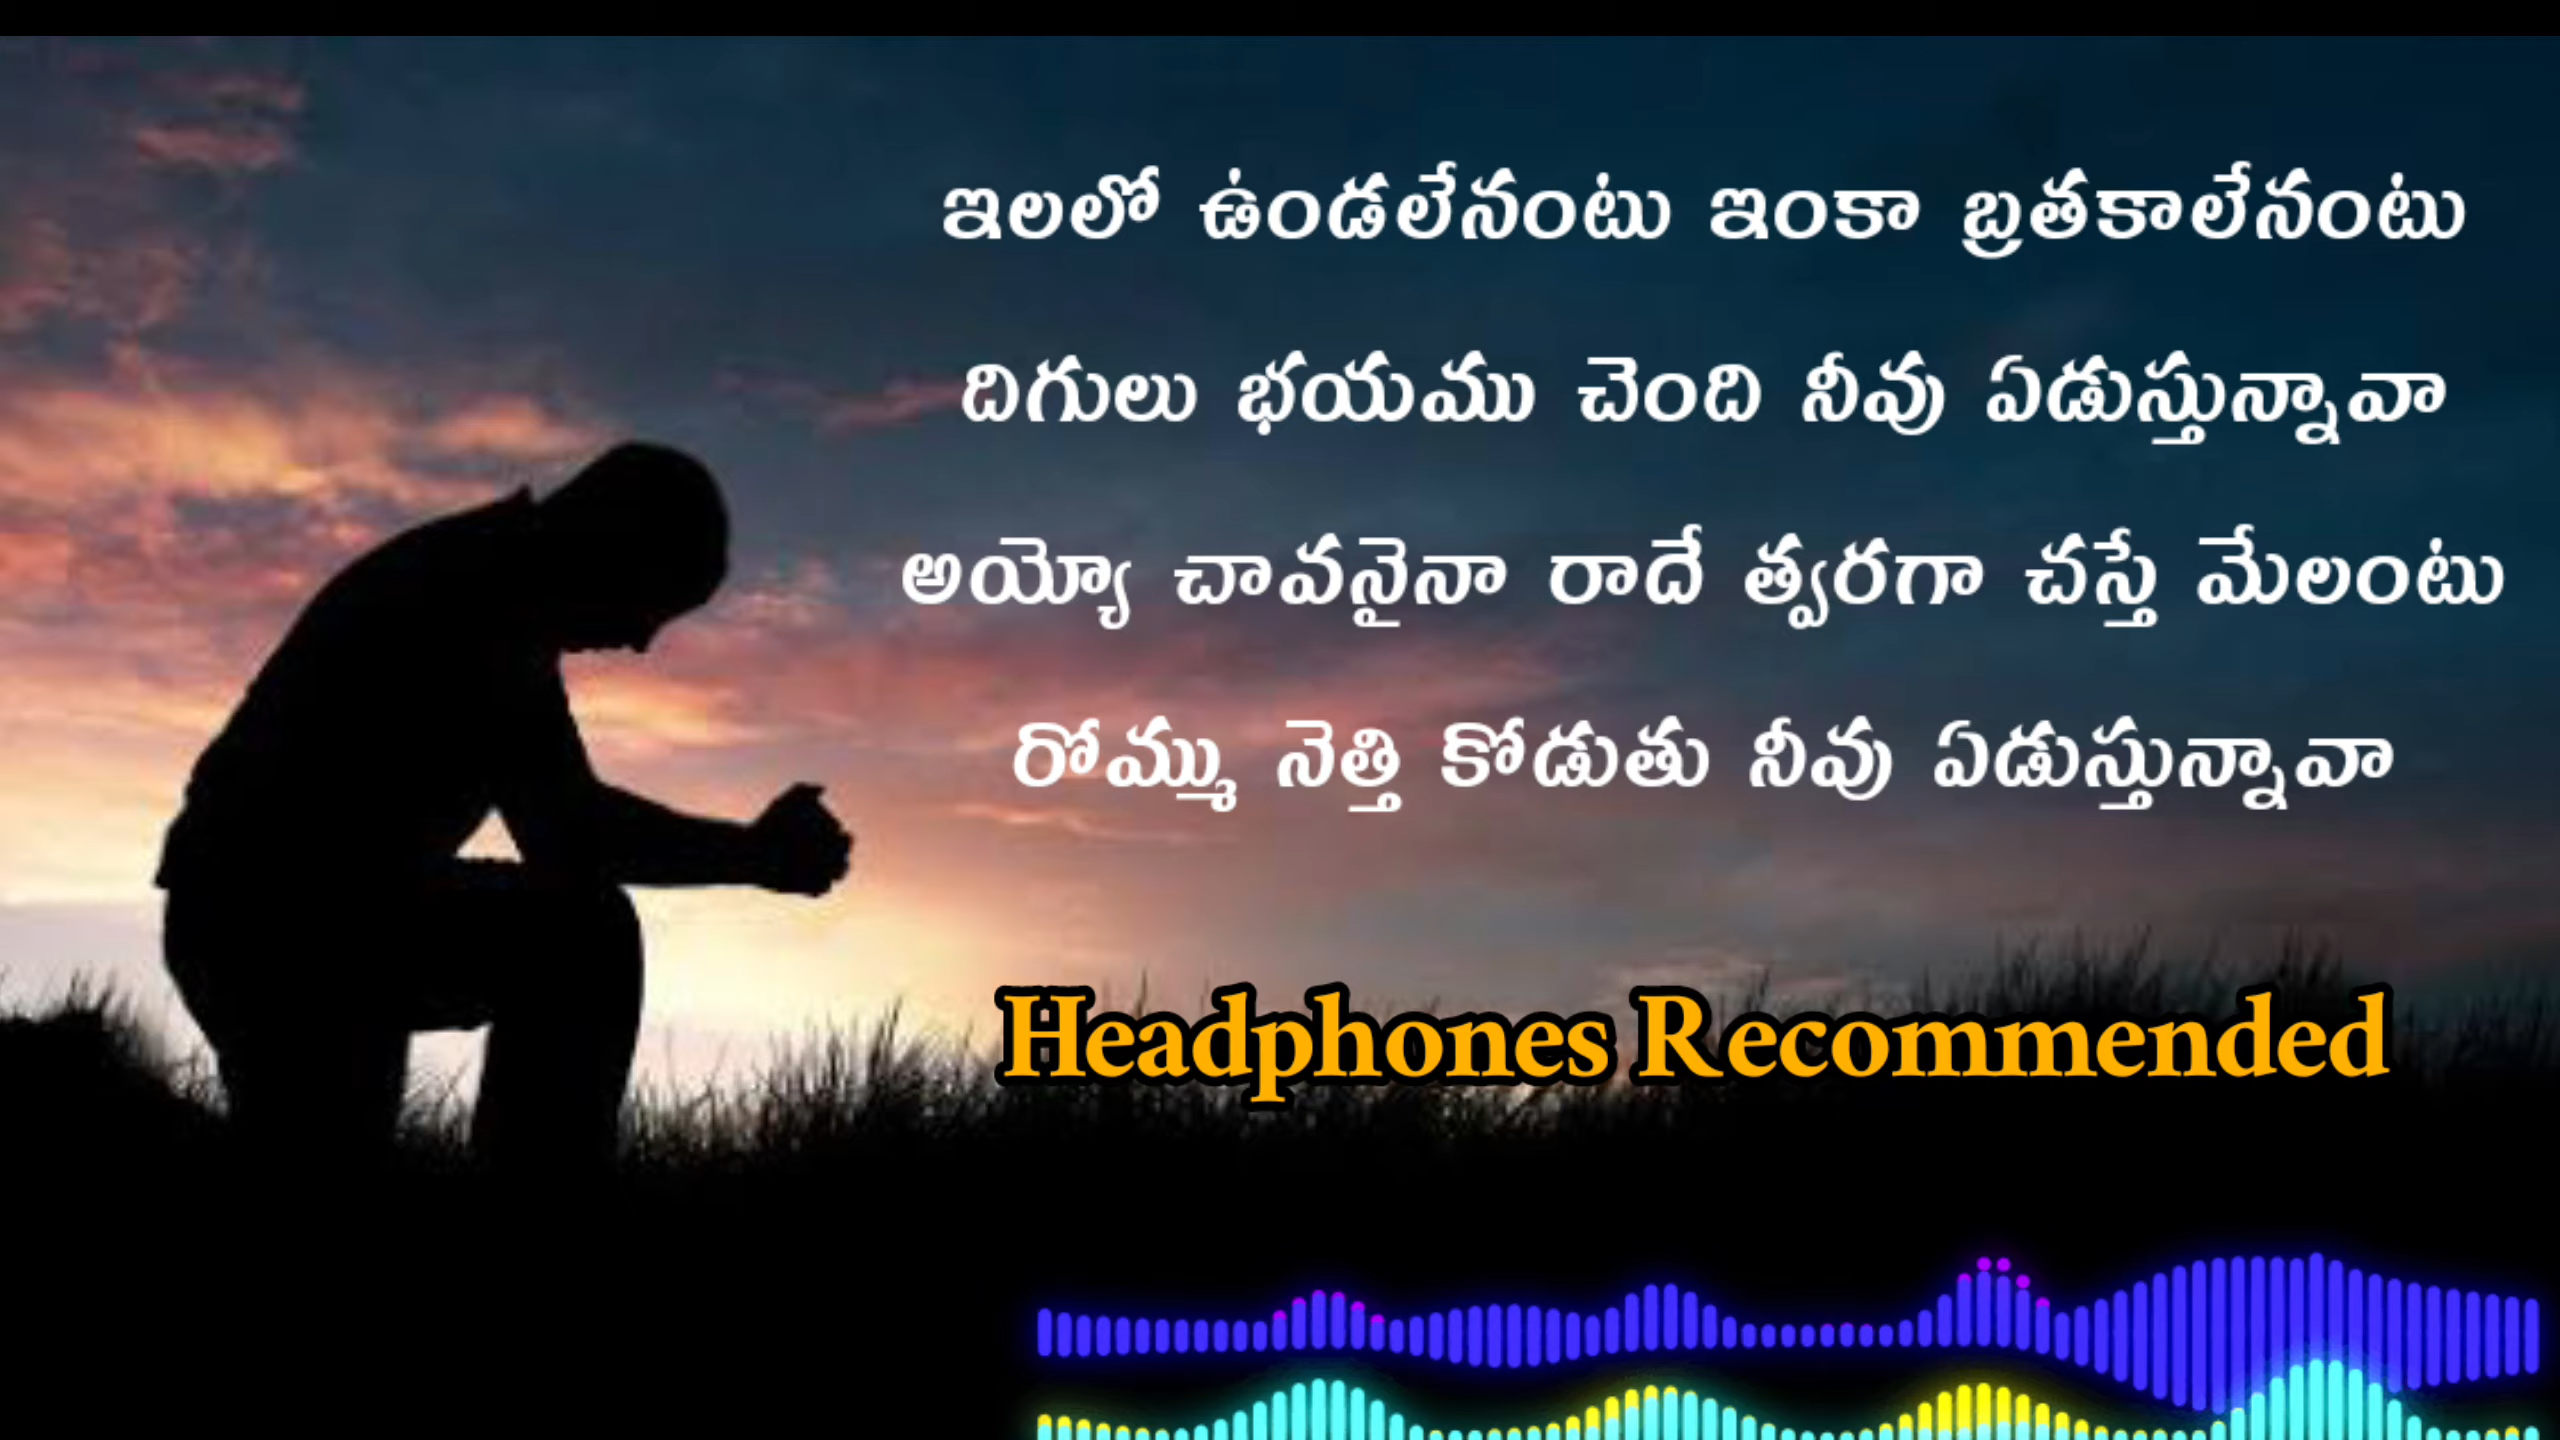 ఇలలో ఉండలేనంటు ఇంకా బ్రతకాలేనంటు
దిగులు భయము చెంది నీవు ఏడుస్తున్నావా
అయ్యో చావనైనా రాదే త్వరగా చస్తే మేలంటు
రోమ్ము నెత్తి కోడుతు నీవు ఏడుస్తున్నావా
Headphones Recommended